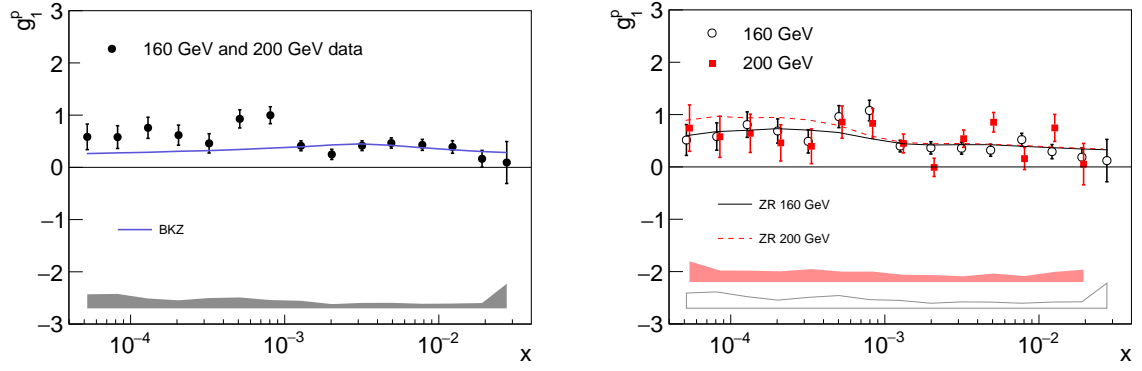 g₁ᵖ
3
160 GeV and 200 GeV data
2
1
0
−1
BKZ
−2
−3
10⁻⁴
10⁻³
10⁻²
x
g₁ᵖ
3
160 GeV
200 GeV
2
1
0
ZR 160 GeV
−1
ZR 200 GeV
−2
−3
10⁻⁴
10⁻³
10⁻²
x